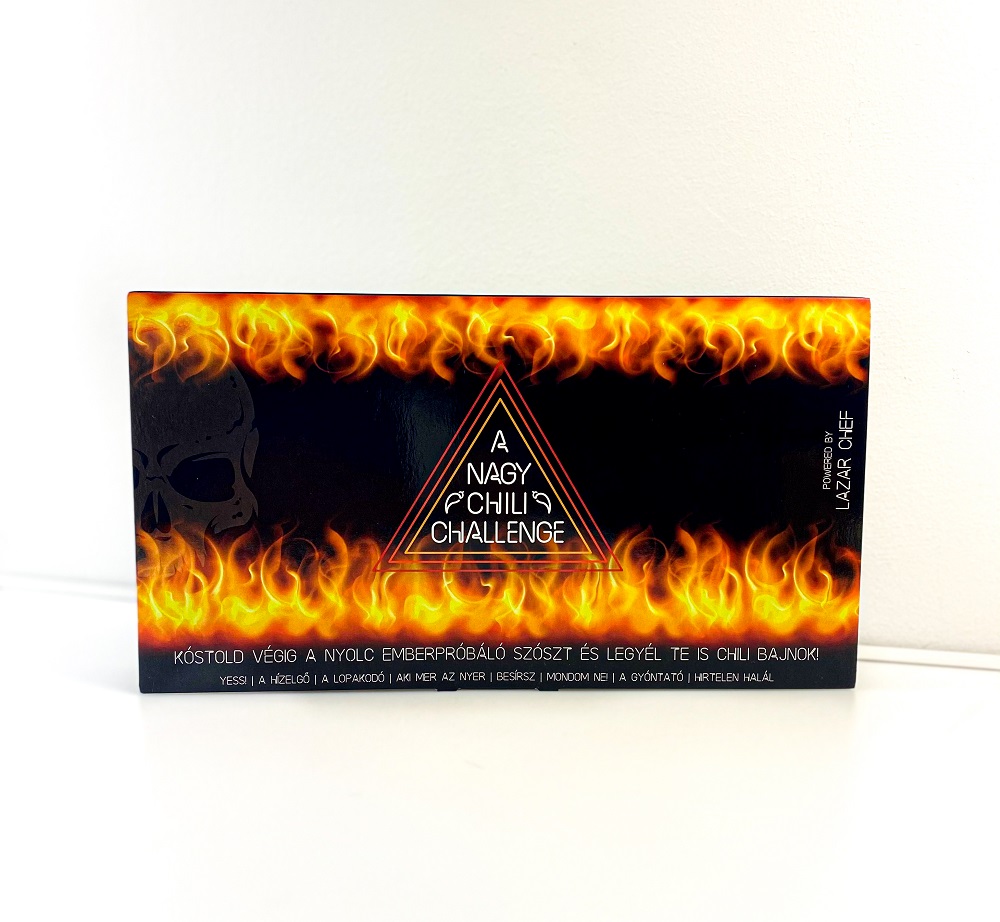 A
NAGY
CHILI
CHALLENGE
POWERED BY
LAZAR CHEF
KÓSTOLD VÉGIG A NYOLC EMBERPRÓBÁLÓ SZÓSZT ÉS LEGYÉL TE IS CHILI BAJNOK!
YESS! | A HÍZELGŐ | A LOPAKODÓ | AKI MER AZ NYER | BESÍRSZ | MONDOM NE! | A GYÓNTATÓ | HIRTELEN HALÁL